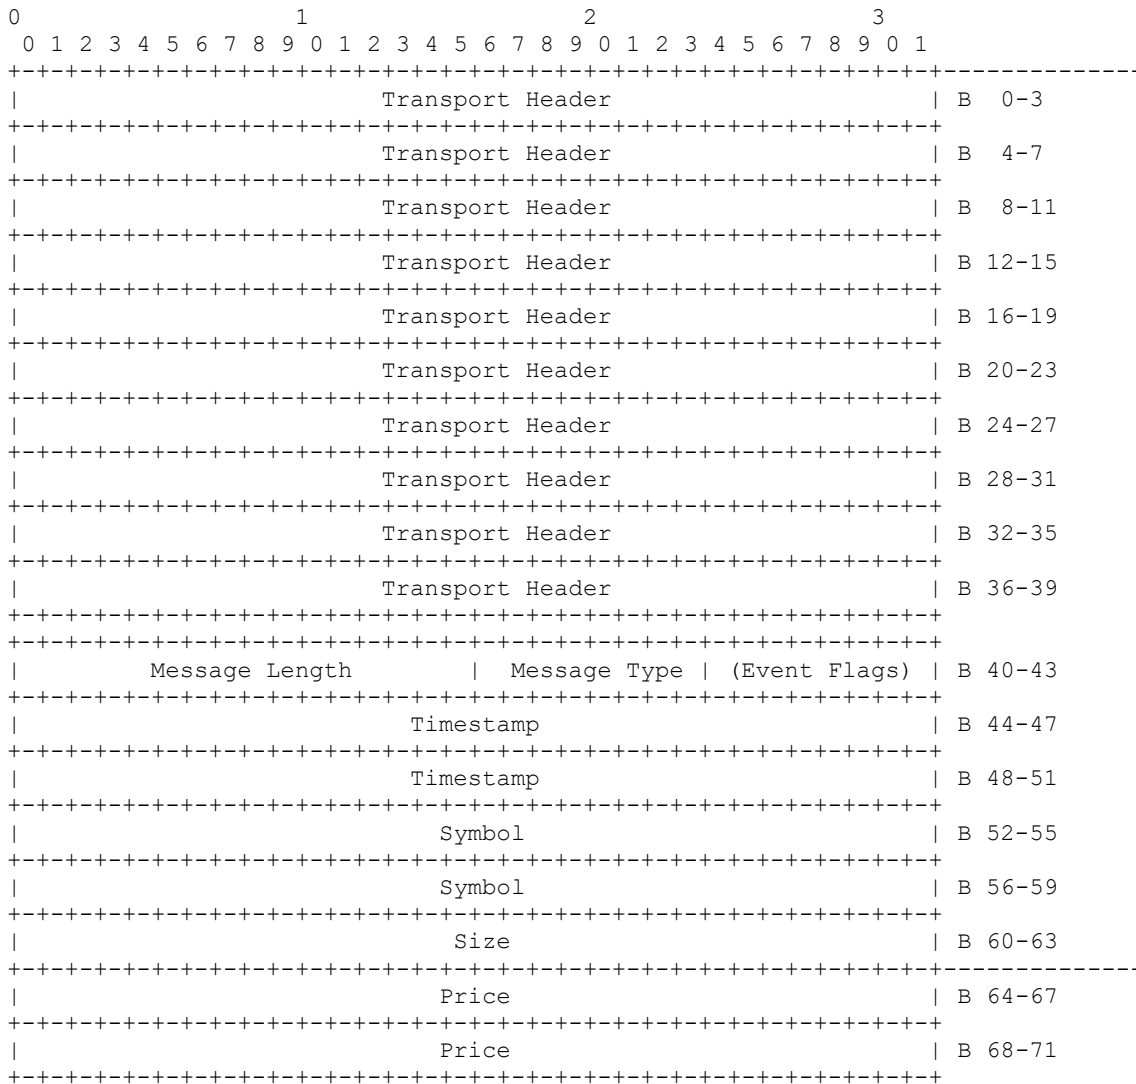 0                   1                   2                   3
 0 1 2 3 4 5 6 7 8 9 0 1 2 3 4 5 6 7 8 9 0 1 2 3 4 5 6 7 8 9 0 1
+-+-+-+-+-+-+-+-+-+-+-+-+-+-+-+-+-+-+-+-+-+-+-+-+-+-+-+-+-+-+-+-+--------------
|                         Transport Header                      | B  0-3
+-+-+-+-+-+-+-+-+-+-+-+-+-+-+-+-+-+-+-+-+-+-+-+-+-+-+-+-+-+-+-+-+
|                         Transport Header                      | B  4-7
+-+-+-+-+-+-+-+-+-+-+-+-+-+-+-+-+-+-+-+-+-+-+-+-+-+-+-+-+-+-+-+-+
|                         Transport Header                      | B  8-11
+-+-+-+-+-+-+-+-+-+-+-+-+-+-+-+-+-+-+-+-+-+-+-+-+-+-+-+-+-+-+-+-+
|                         Transport Header                      | B 12-15
+-+-+-+-+-+-+-+-+-+-+-+-+-+-+-+-+-+-+-+-+-+-+-+-+-+-+-+-+-+-+-+-+
|                         Transport Header                      | B 16-19
+-+-+-+-+-+-+-+-+-+-+-+-+-+-+-+-+-+-+-+-+-+-+-+-+-+-+-+-+-+-+-+-+
|                         Transport Header                      | B 20-23
+-+-+-+-+-+-+-+-+-+-+-+-+-+-+-+-+-+-+-+-+-+-+-+-+-+-+-+-+-+-+-+-+
|                         Transport Header                      | B 24-27
+-+-+-+-+-+-+-+-+-+-+-+-+-+-+-+-+-+-+-+-+-+-+-+-+-+-+-+-+-+-+-+-+
|                         Transport Header                      | B 28-31
+-+-+-+-+-+-+-+-+-+-+-+-+-+-+-+-+-+-+-+-+-+-+-+-+-+-+-+-+-+-+-+-+
|                         Transport Header                      | B 32-35
+-+-+-+-+-+-+-+-+-+-+-+-+-+-+-+-+-+-+-+-+-+-+-+-+-+-+-+-+-+-+-+-+
|                         Transport Header                      | B 36-39
+-+-+-+-+-+-+-+-+-+-+-+-+-+-+-+-+-+-+-+-+-+-+-+-+-+-+-+-+-+-+-+-+
+-+-+-+-+-+-+-+-+-+-+-+-+-+-+-+-+-+-+-+-+-+-+-+-+-+-+-+-+-+-+-+-+
|         Message Length        | Message Type | (Event Flags) | B 40-43
+-+-+-+-+-+-+-+-+-+-+-+-+-+-+-+-+-+-+-+-+-+-+-+-+-+-+-+-+-+-+-+-+
|                           Timestamp                           | B 44-47
+-+-+-+-+-+-+-+-+-+-+-+-+-+-+-+-+-+-+-+-+-+-+-+-+-+-+-+-+-+-+-+-+
|                           Timestamp                           | B 48-51
+-+-+-+-+-+-+-+-+-+-+-+-+-+-+-+-+-+-+-+-+-+-+-+-+-+-+-+-+-+-+-+-+
|                             Symbol                            | B 52-55
+-+-+-+-+-+-+-+-+-+-+-+-+-+-+-+-+-+-+-+-+-+-+-+-+-+-+-+-+-+-+-+-+
|                             Symbol                            | B 56-59
+-+-+-+-+-+-+-+-+-+-+-+-+-+-+-+-+-+-+-+-+-+-+-+-+-+-+-+-+-+-+-+-+
|                              Size                             | B 60-63
+-+-+-+-+-+-+-+-+-+-+-+-+-+-+-+-+-+-+-+-+-+-+-+-+-+-+-+-+-+-+-+-+--------------
|                             Price                             | B 64-67
+-+-+-+-+-+-+-+-+-+-+-+-+-+-+-+-+-+-+-+-+-+-+-+-+-+-+-+-+-+-+-+-+
|                             Price                             | B 68-71
+-+-+-+-+-+-+-+-+-+-+-+-+-+-+-+-+-+-+-+-+-+-+-+-+-+-+-+-+-+-+-+-+